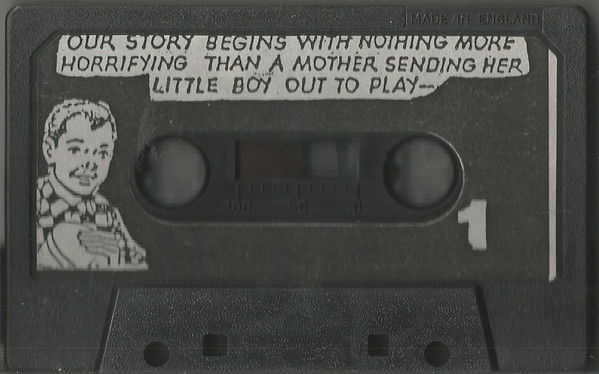 MADE IN ENGLAND
OUR STORY BEGINS WITH NOTHING MORE
HORRIFYING THAN A MOTHER SENDING HER
LITTLE BOY OUT TO PLAY--
100 50 0
1